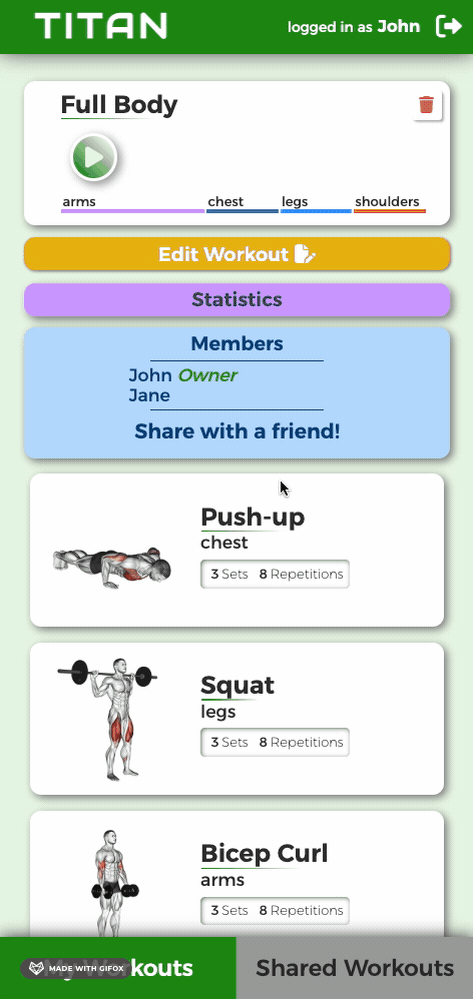 TITAN
logged in as John
Full Body
arms chest legs shoulders
Edit Workout
Statistics
Members
John Owner
Jane
Share with a friend!
Push-up
chest
3 Sets 8 Repetitions
Squat
legs
3 Sets 8 Repetitions
Bicep Curl
arms
3 Sets 8 Repetitions
My Workouts
MADE WITH GIFOX
Shared Workouts